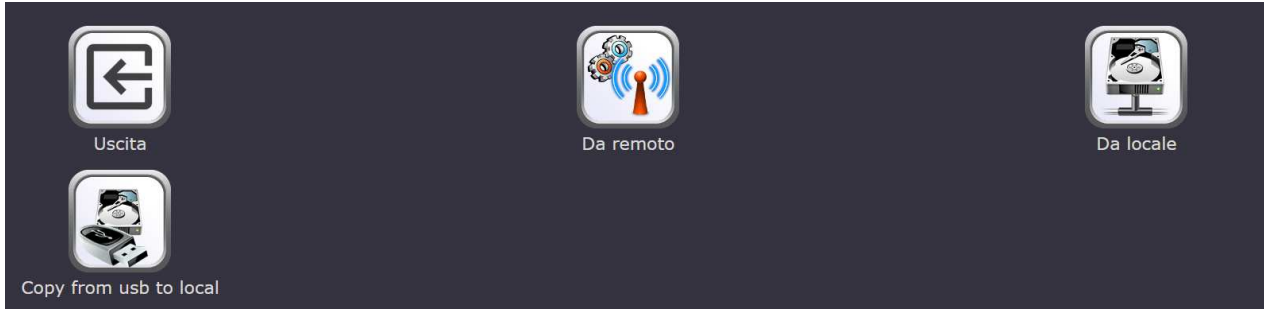 Uscita
Da remoto
Da locale
Copy from usb to local